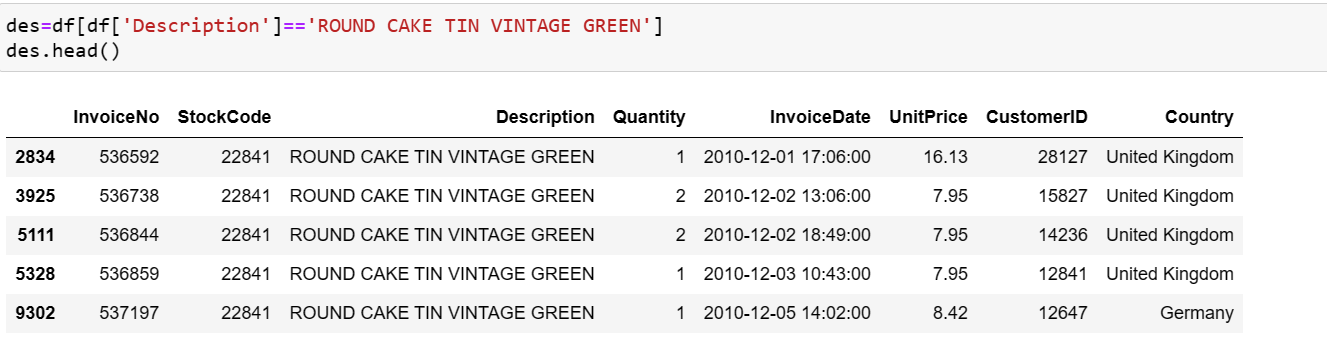 des=df[df['Description']=='ROUND CAKE TIN VINTAGE GREEN']
des.head()
InvoiceNo StockCode Description Quantity InvoiceDate UnitPrice CustomerID Country
2834 536592 22841 ROUND CAKE TIN VINTAGE GREEN 1 2010-12-01 17:06:00 16.13 28127 United Kingdom
3925 536738 22841 ROUND CAKE TIN VINTAGE GREEN 2 2010-12-02 13:06:00 7.95 15827 United Kingdom
5111 536844 22841 ROUND CAKE TIN VINTAGE GREEN 2 2010-12-02 18:49:00 7.95 14236 United Kingdom
5328 536859 22841 ROUND CAKE TIN VINTAGE GREEN 1 2010-12-03 10:43:00 7.95 12841 United Kingdom
9302 537197 22841 ROUND CAKE TIN VINTAGE GREEN 1 2010-12-05 14:02:00 8.42 12647 Germany